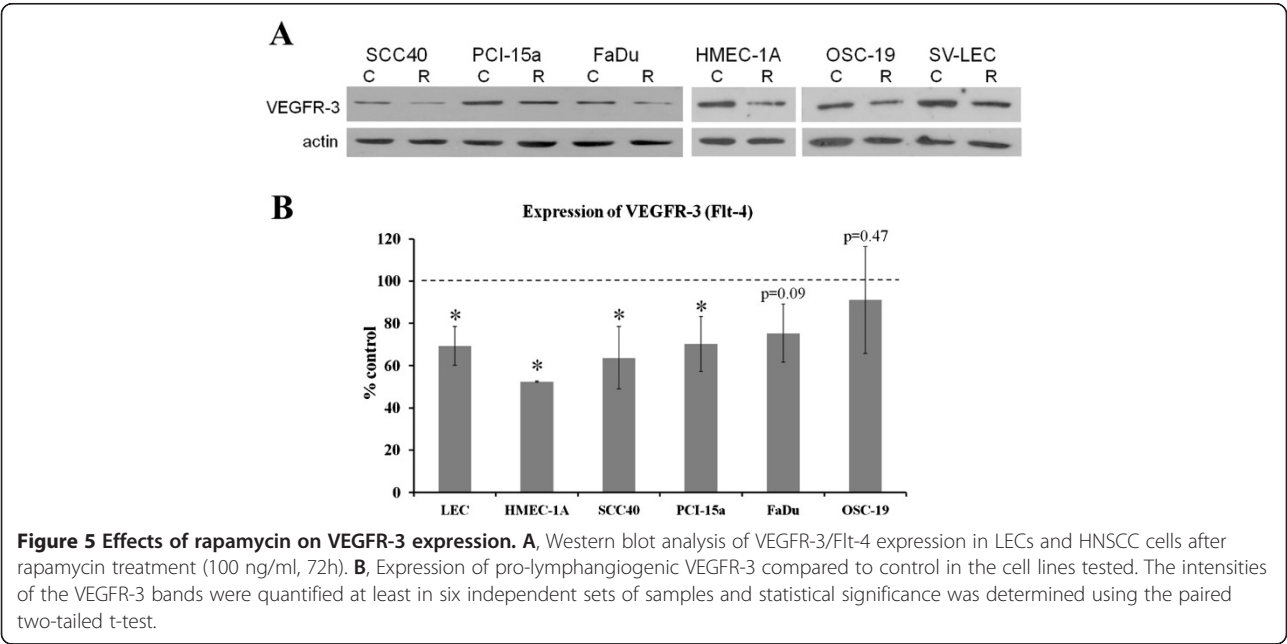 A
SCC40 PCI-15a FaDu HMEC-1A OSC-19 SV-LEC
C R C R C R C R C R C R
VEGFR-3
actin
B
Expression of VEGFR-3 (Flt-4)
% control
120
100
80
60
40
20
0
* * * * p=0.09 p=0.47
LEC HMEC-1A SCC40 PCI-15a FaDu OSC-19
Figure 5 Effects of rapamycin on VEGFR-3 expression. A, Western blot analysis of VEGFR-3/Flt-4 expression in LECs and HNSCC cells after
rapamycin treatment (100 ng/ml, 72h). B, Expression of pro-lymphangiogenic VEGFR-3 compared to control in the cell lines tested. The intensities
of the VEGFR-3 bands were quantified at least in six independent sets of samples and statistical significance was determined using the paired
two-tailed t-test.